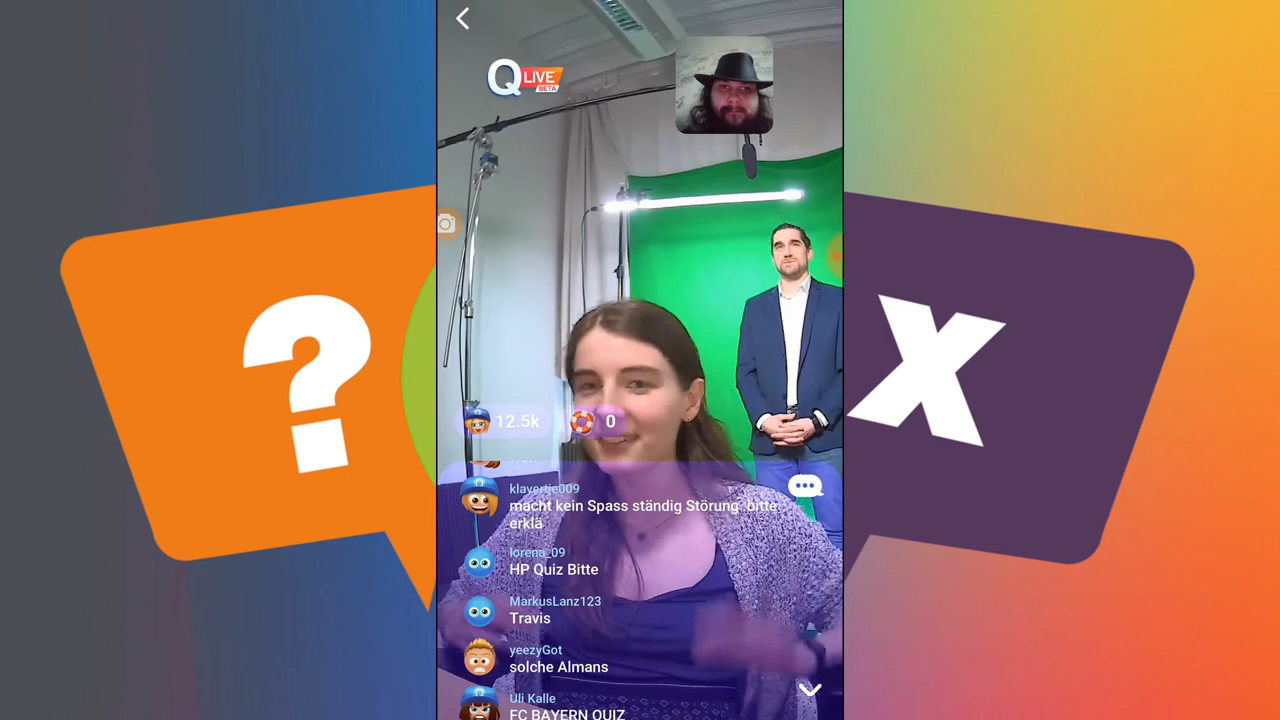 Q LIVE
BETA
?
X
12.5k
0
klavertje009
macht kein Spass ständig Störung bitte
erklä
lorena_09
HP Quiz Bitte
MarkusLanz123
Travis
yeezyGot
solche Almans
Uli Kalle
FC BAYERN QUIZ